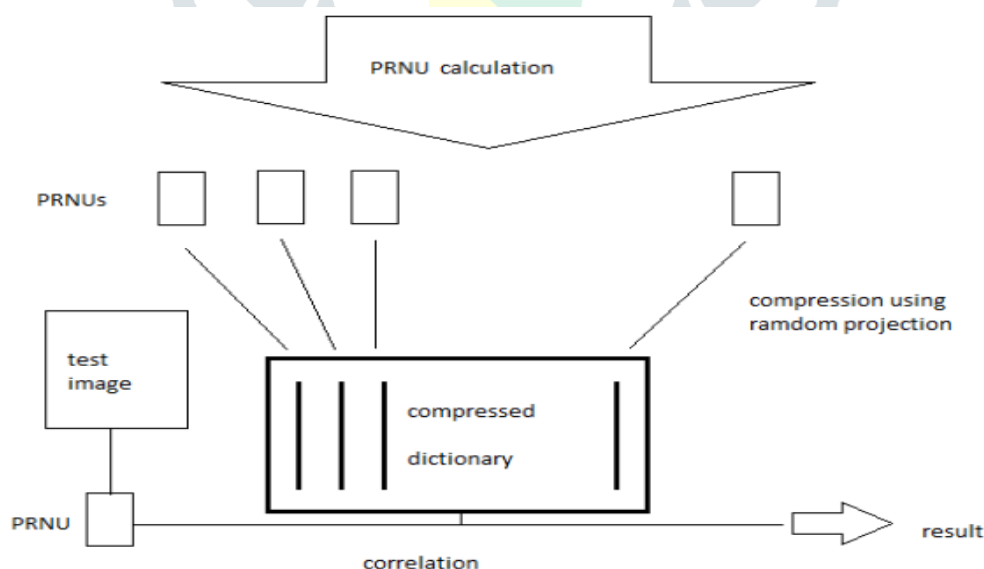 PRNU calculation
PRNUs
compression using
ramdom projection
test
image
compressed
dictionary
PRNU
result
correlation